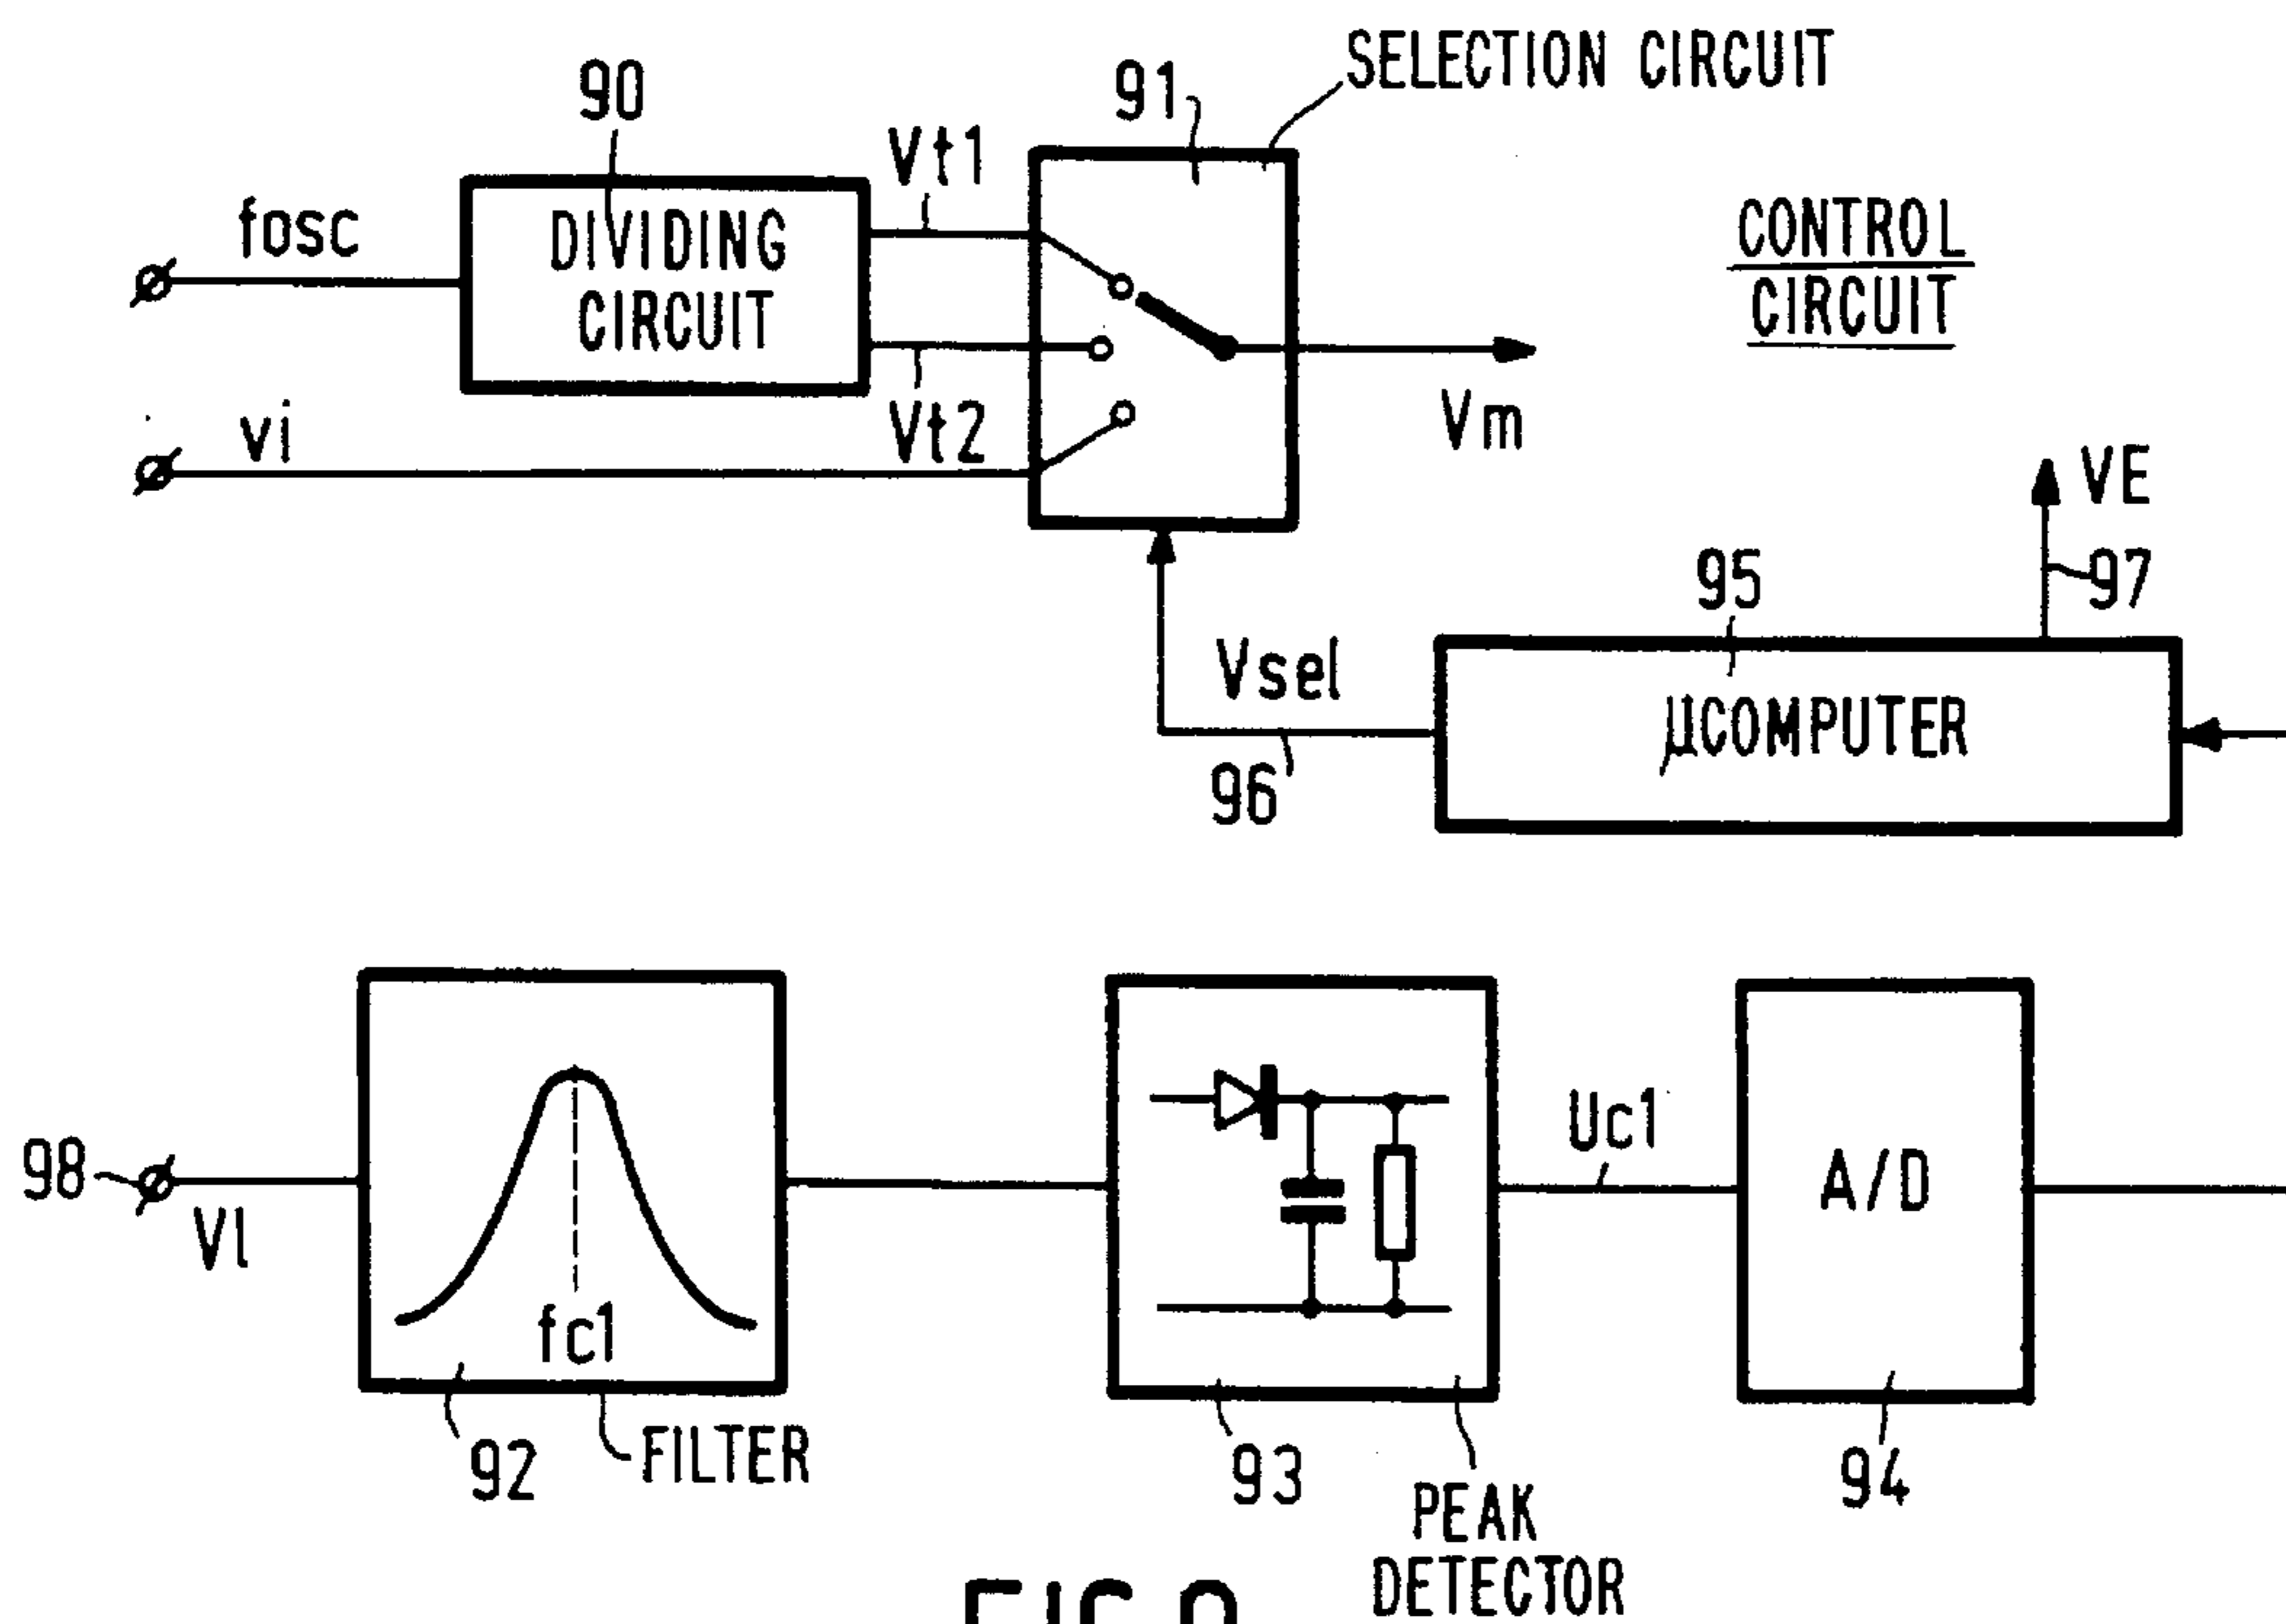 SELECTION CIRCUIT
90
91
Vt1
fosc
DIVIDING
CIRCUIT
CONTROL
CIRCUIT
vi
Vt2
Vm
VE
95
97
Vsel
µCOMPUTER
96
98
Vl
fc1
Uc1
A/D
92
FILTER
93
94
PEAK
DETECTOR